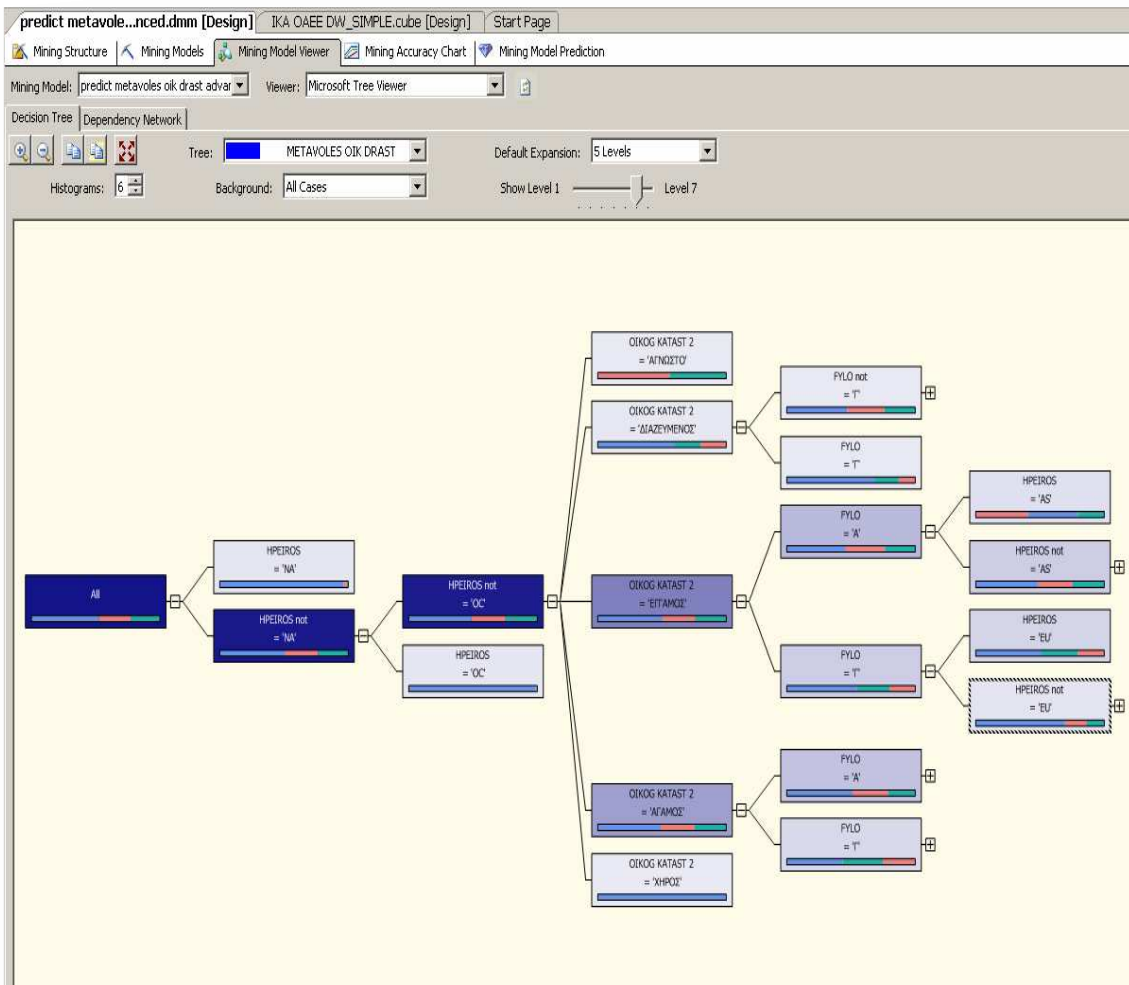 predict metavole...nced.dmm [Design] IKA OAEE DW_SIMPLE.cube [Design] Start Page
Mining Structure Mining Models Mining Model Viewer Mining Accuracy Chart Mining Model Prediction
Mining Model: predict metavoles oik drast advar Viewer: Microsoft Tree Viewer
Decision Tree Dependency Network
Tree: METAVOLES OIK DRAST Default Expansion: 5 Levels
Histograms: 6 Background: All Cases Show Level 1 Level 7
All
HPEIROS
= 'NA'
HPEIROS not
= 'NA'
HPEIROS not
= 'OC'
HPEIROS
= 'OC'
OIKOG KATAST 2
= 'ΑΓΝΩΣΤΟ'
OIKOG KATAST 2
= 'ΔΙΑΖΕΥΜΕΝΟΣ'
OIKOG KATAST 2
= 'ΕΓΓΑΜΟΣ'
OIKOG KATAST 2
= 'ΑΓΑΜΟΣ'
OIKOG KATAST 2
= 'ΧΗΡΟΣ'
FYLO not
= 'Γ'
FYLO
= 'Γ'
FYLO
= 'Α'
FYLO
= 'Γ'
FYLO
= 'Α'
FYLO
= 'Γ'
HPEIROS
= 'AS'
HPEIROS not
= 'AS'
HPEIROS
= 'EU'
HPEIROS not
= 'EU'